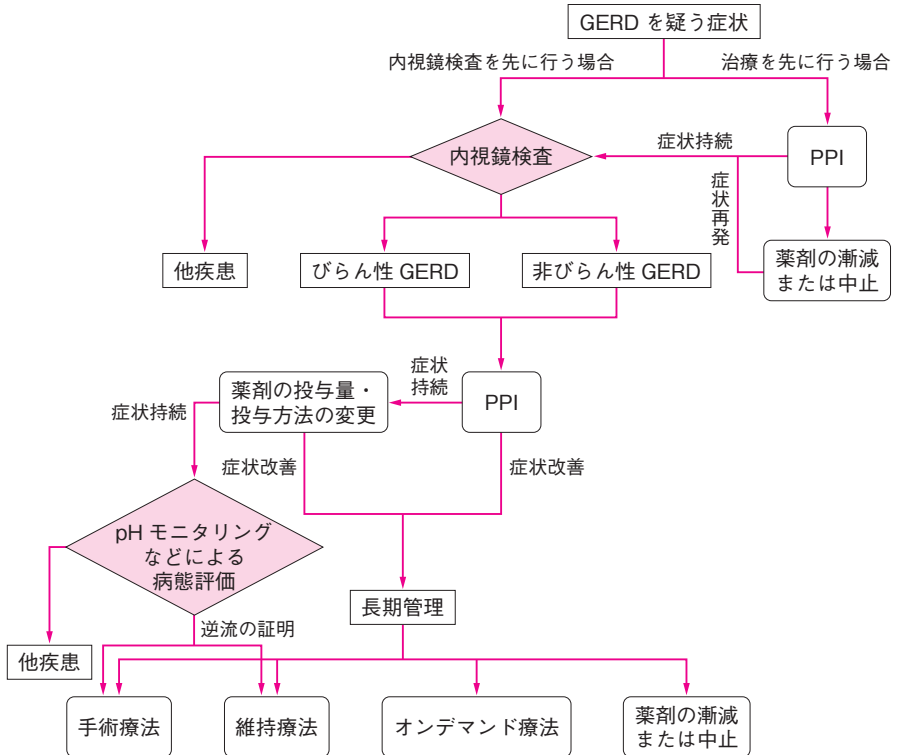 GERD を疑う症状
内視鏡検査を先に行う場合
治療を先に行う場合
内視鏡検査
症状持続
PPI
症状再発
他疾患
びらん性 GERD
非びらん性 GERD
薬剤の漸減
または中止
症状持続
薬剤の投与量・
投与方法の変更
症状
持続
PPI
症状改善
症状改善
pH モニタリング
などによる
病態評価
長期管理
逆流の証明
他疾患
手術療法
維持療法
オンデマンド療法
薬剤の漸減
または中止